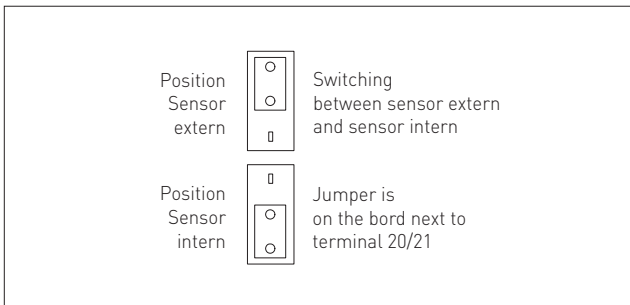 Position
Sensor
extern
Switching
between sensor extern
and sensor intern
Position
Sensor
intern
Jumper is
on the bord next to
terminal 20/21